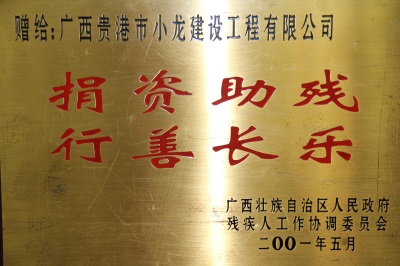 赠给:广西贵港市小龙建设工程有限公司
捐资助残
行善长乐
广西壮族自治区人民政府
残疾人工作协调委员会
二00一年五月